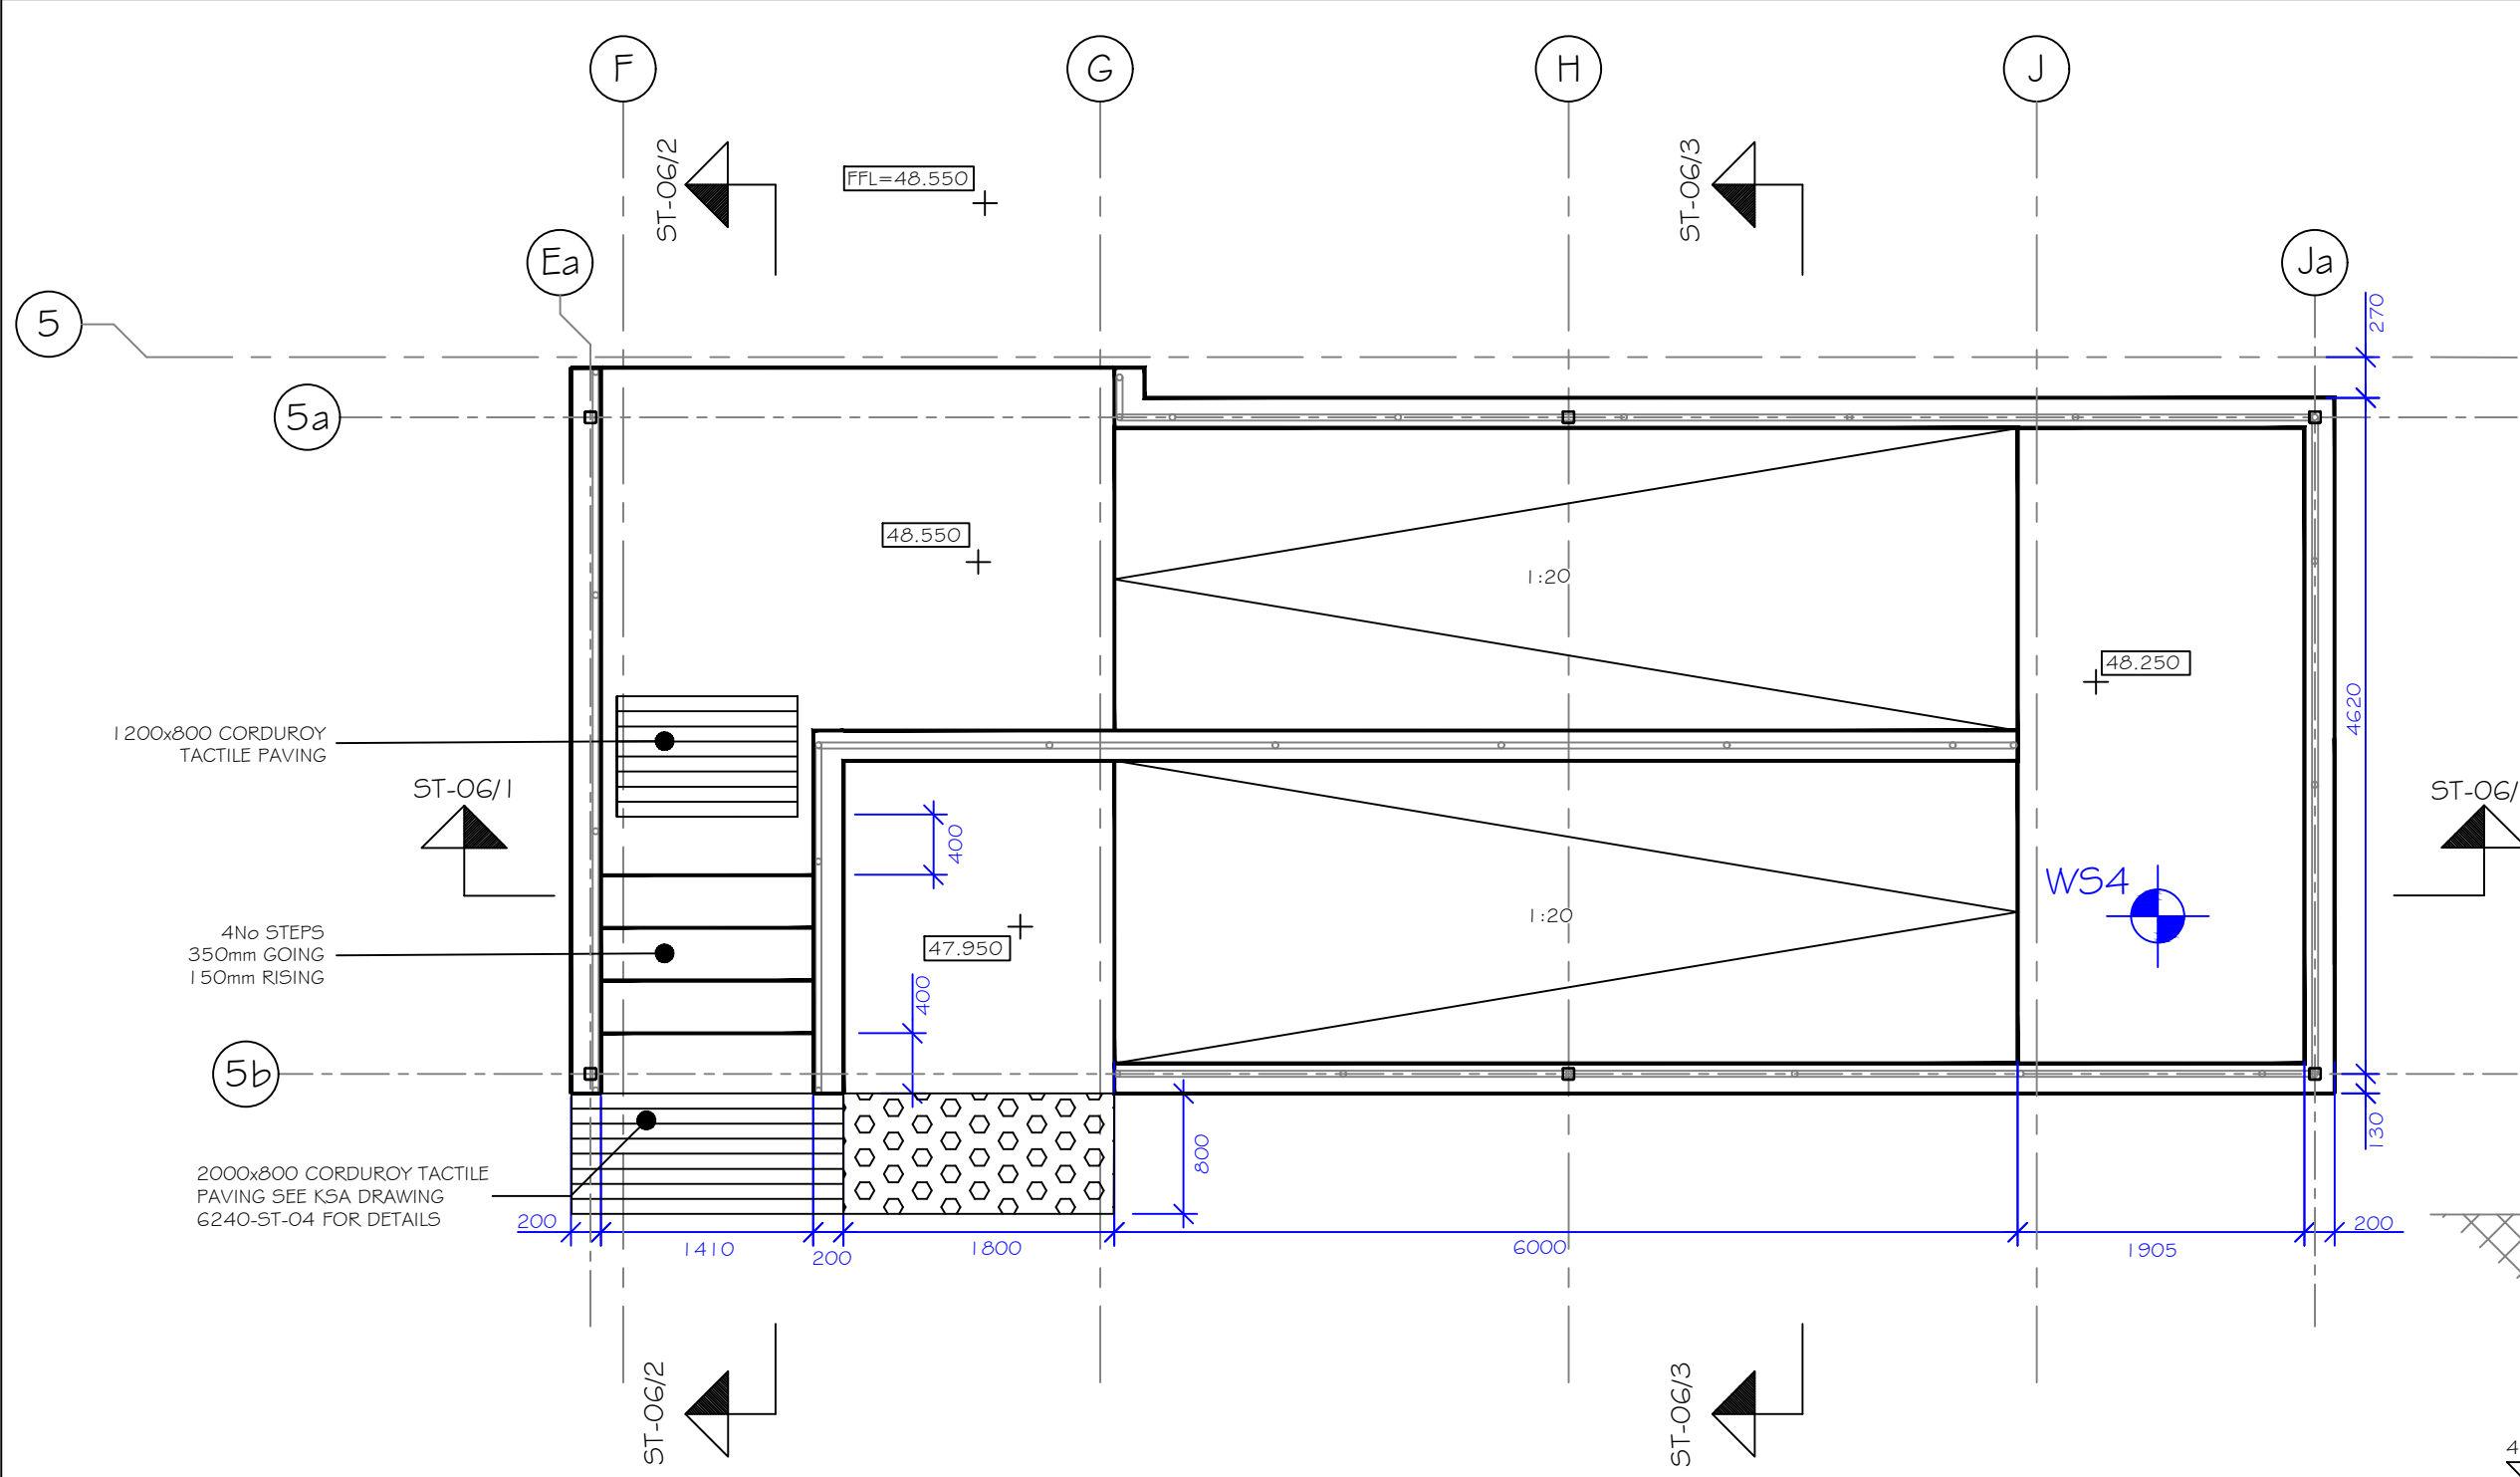 F
G
H
J
ST-06/2
FFL=48.550
ST-06/3
Ea
Ja
5
270
5a
48.550
1:20
48.250
4620
1200x800 CORDUROY
TACTILE PAVING
ST-06/1
400
ST-06/
WS4
1:20
4No STEPS
350mm GOING
150mm RISING
47.950
400
5b
130
800
2000x800 CORDUROY TACTILE
PAVING SEE KSA DRAWING
6240-ST-04 FOR DETAILS
200
1410
200
1800
6000
1905
200
ST-06/2
ST-06/3
4